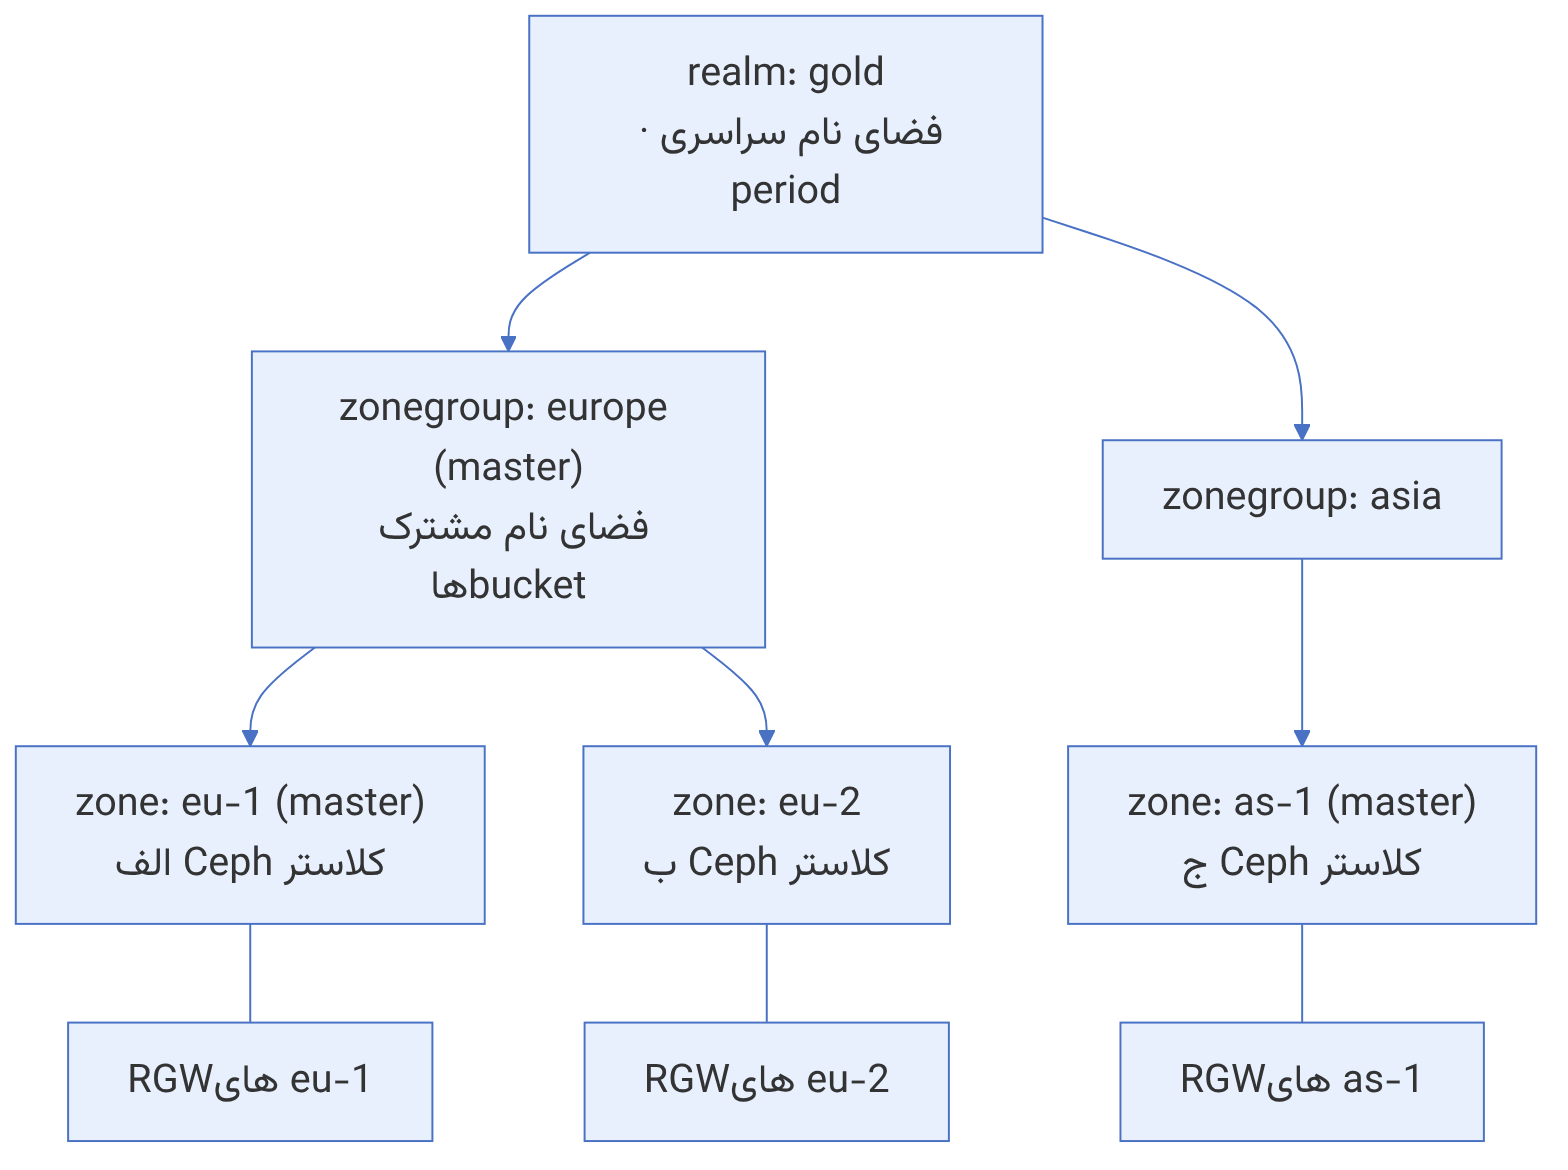 realm: gold
فضای نام سراسری ·
period
zonegroup: europe
(master)
فضای نام مشترک
bucketها
zonegroup: asia
zone: eu-1 (master)
کلاستر Ceph الف
zone: eu-2
کلاستر Ceph ب
zone: as-1 (master)
کلاستر Ceph ج
RGWهای eu-1
RGWهای eu-2
RGWهای as-1